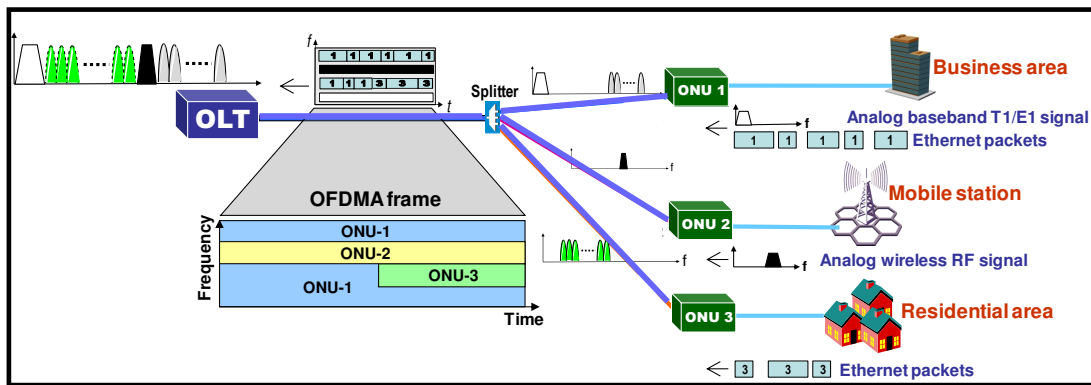 f
1 1 1 1 1 1
1 1 1 3 3 3
t
OLT
Splitter
f
ONU 1
Business area
Analog baseband T1/E1 signal
f
1 1 1 1 1
Ethernet packets
OFDMA frame
Frequency
ONU-1
ONU-2
ONU-3
ONU-1
Time
f
ONU 2
Mobile station
Analog wireless RF signal
f
f
ONU 3
Residential area
3 3 3
Ethernet packets